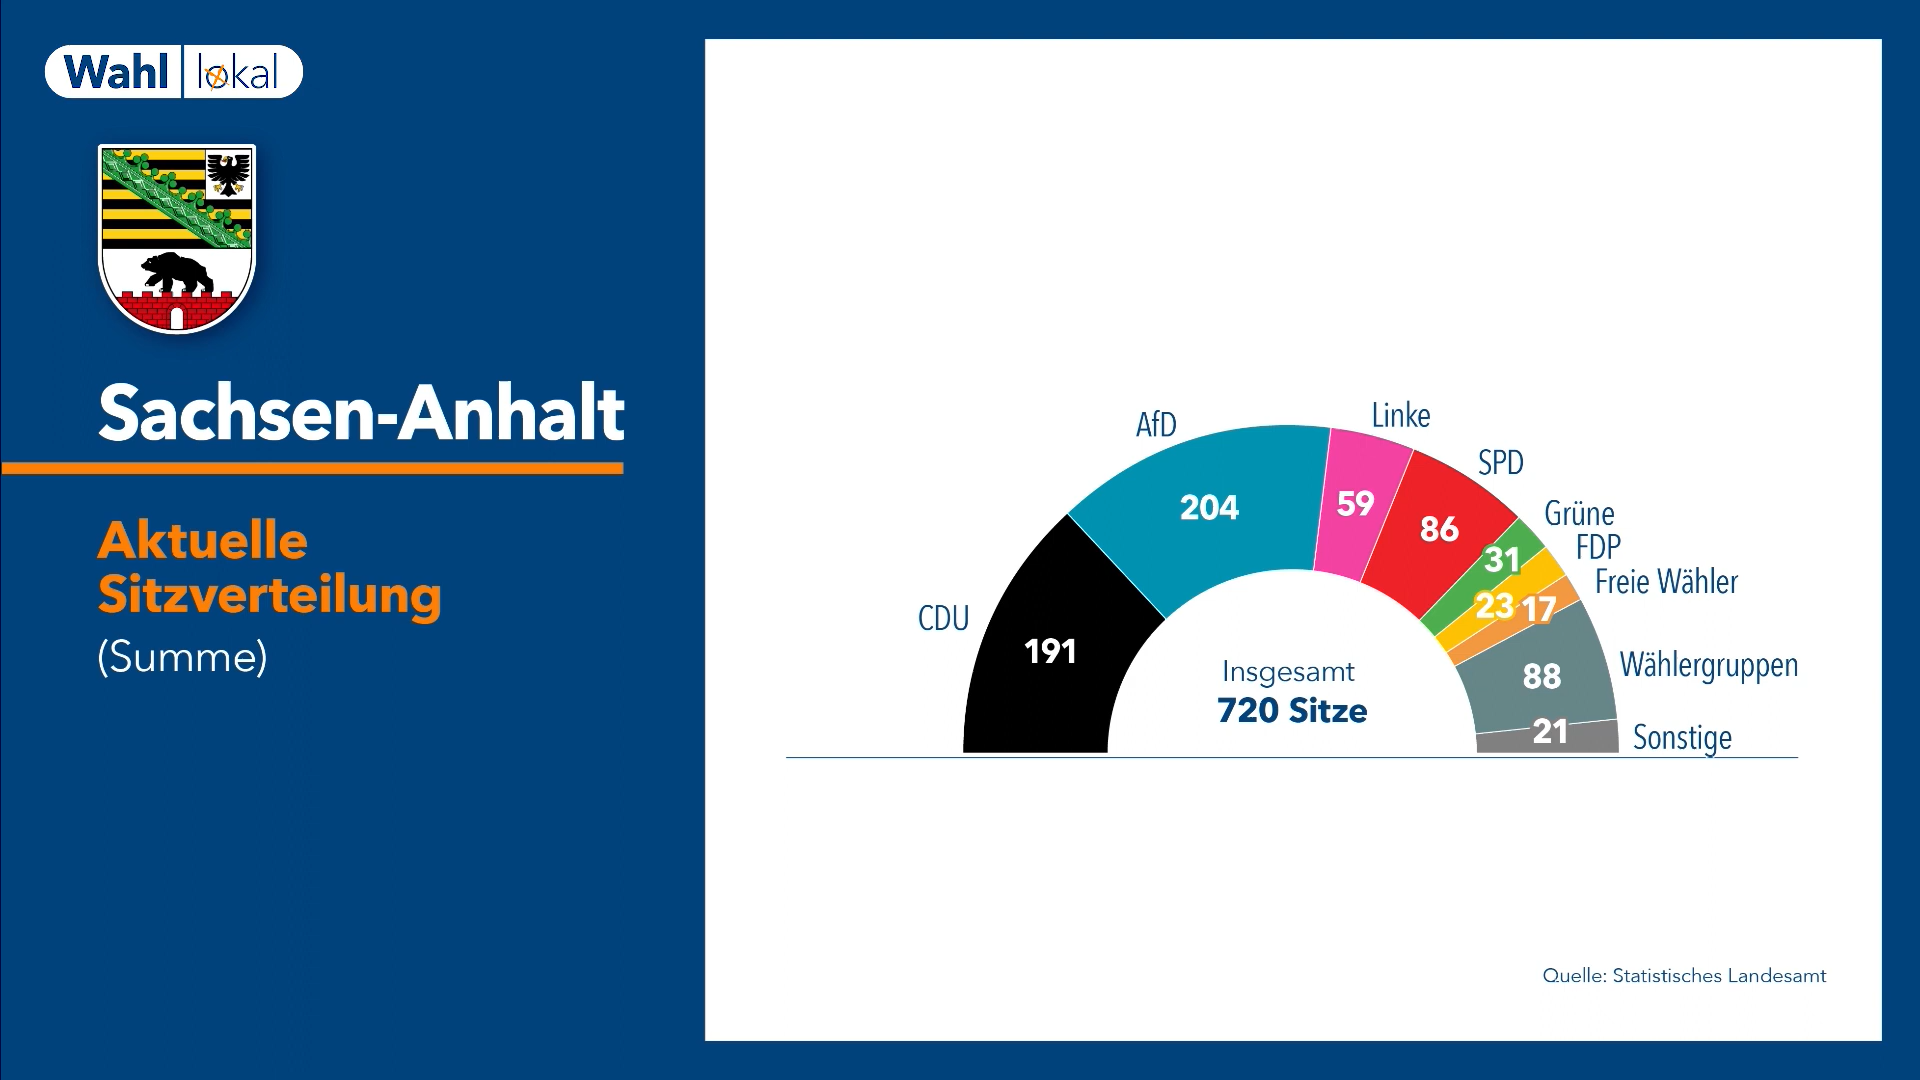 Wahl lokal
Sachsen-Anhalt
Aktuelle
Sitzverteilung
(Summe)
AfD
Linke
SPD
Grüne
FDP
Freie Wähler
CDU
Wählergruppen
Sonstige
204
59
86
31
23
17
191
88
21
Insgesamt
720 Sitze
Quelle: Statistisches Landesamt